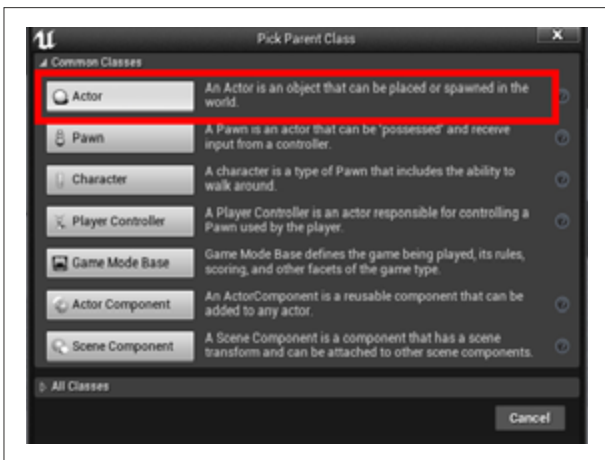 Pick Parent Class
Common Classes
Actor
An Actor is an object that can be placed or spawned in the
world.
Pawn
A Pawn is an actor that can be 'possessed' and receive
input from a controller.
Character
A character is a type of Pawn that includes the ability to
walk around.
Player Controller
A Player Controller is an actor responsible for controlling a
Pawn used by the player.
Game Mode Base
Game Mode Base defines the game being played, its rules,
scoring, and other facets of the game type.
Actor Component
An ActorComponent is a reusable component that can be
added to any actor.
Scene Component
A Scene Component is a component that has a scene
transform and can be attached to other scene components.
All Classes
Cancel